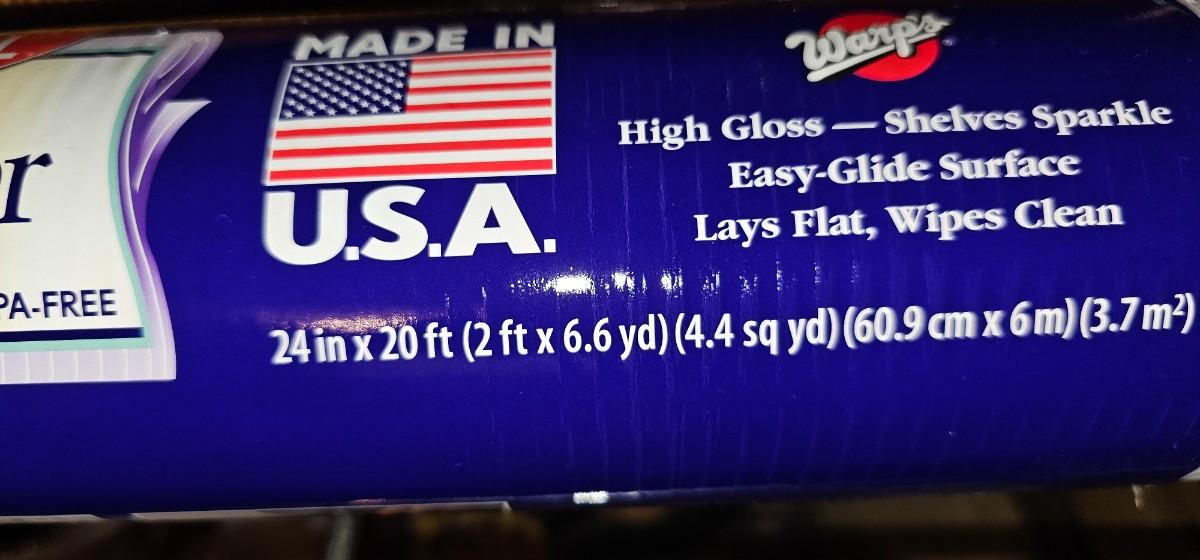 r
PA-FREE
MADE IN
U.S.A.
Warp's
High Gloss — Shelves Sparkle
Easy-Glide Surface
Lays Flat, Wipes Clean
24 in x 20 ft (2 ft x 6.6 yd) (4.4 sq yd) (60.9 cm x 6 m) (3.7 m²)